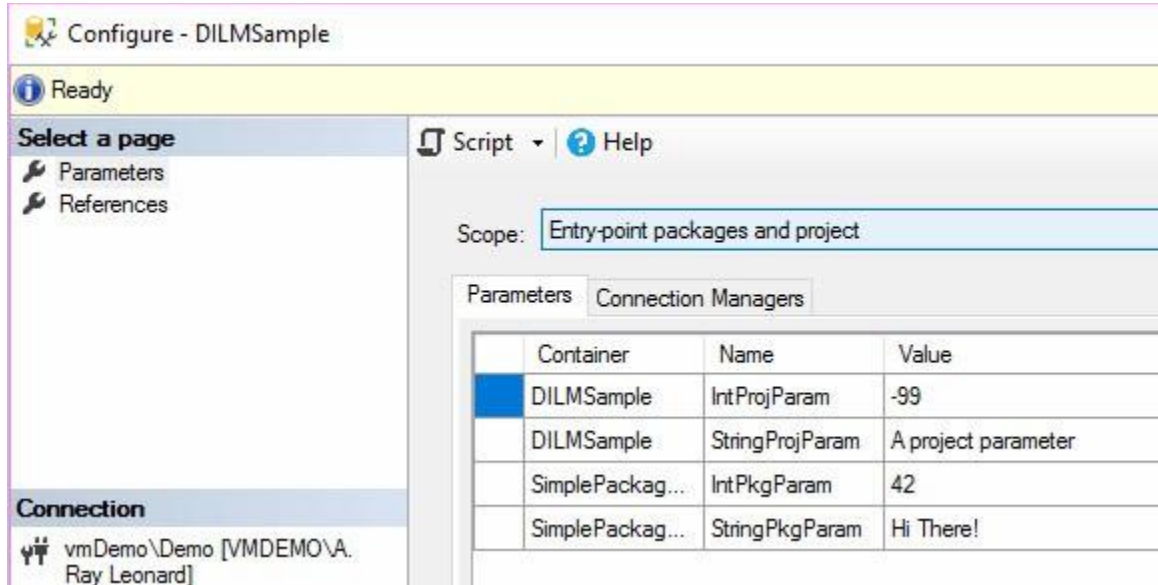 Configure - DILMSample
Ready
Select a page
Parameters
References
Script Help
Scope: Entry-point packages and project
Parameters Connection Managers
Container Name Value
DILMSample IntProjParam -99
DILMSample StringProjParam A project parameter
SimplePackag... IntPkgParam 42
SimplePackag... StringPkgParam Hi There!
Connection
vmDemo\Demo [VMDEMO\A.
Ray Leonard]